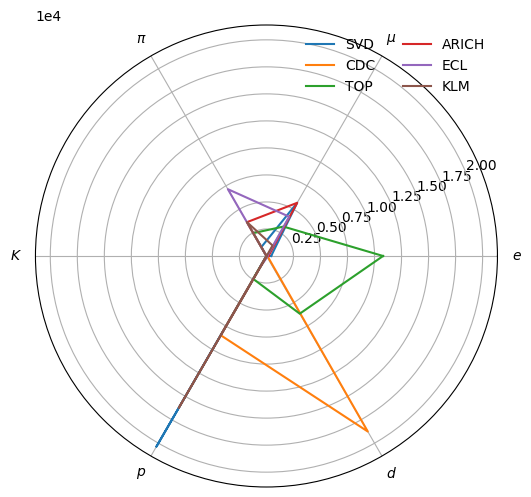 1e4
π
μ
SVD
CDC
TOP
ARICH
ECL
KLM
2.00
1.75
1.50
1.25
1.00
0.75
0.50
0.25
K
e
p
d